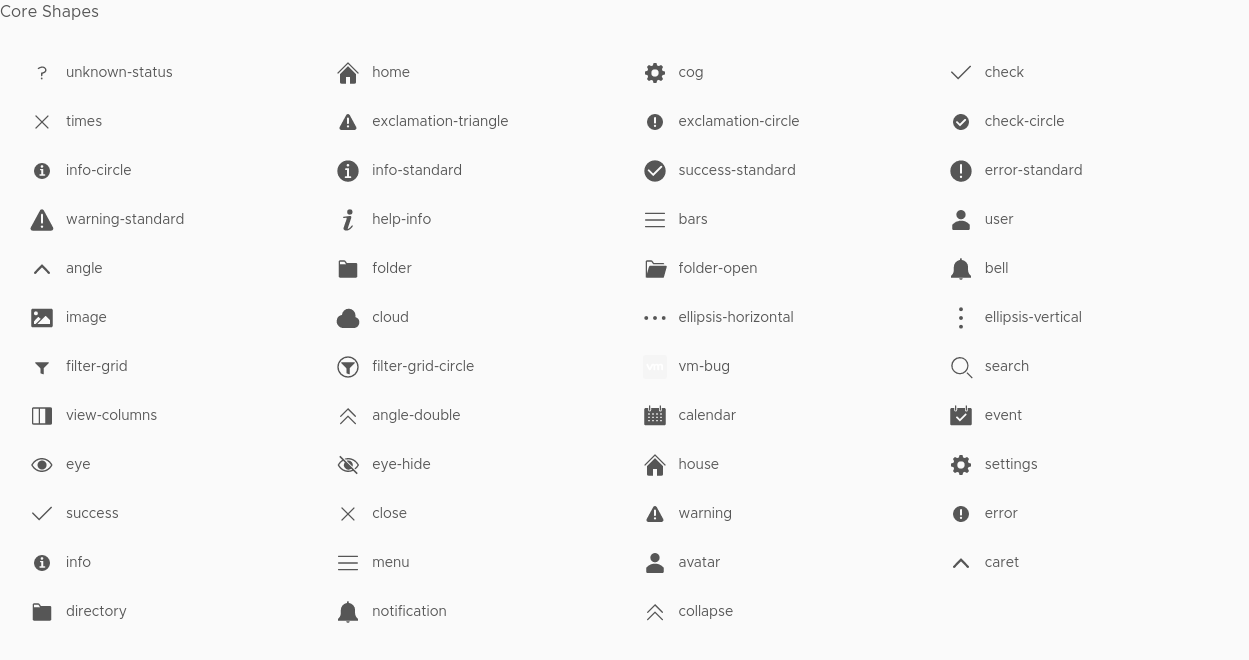 Core Shapes
unknown-status home cog check
times exclamation-triangle exclamation-circle check-circle
info-circle info-standard success-standard error-standard
warning-standard help-info bars user
angle folder folder-open bell
image cloud ellipsis-horizontal ellipsis-vertical
filter-grid filter-grid-circle vm vm-bug search
view-columns angle-double calendar event
eye eye-hide house settings
success close warning error
info menu avatar caret
directory notification collapse